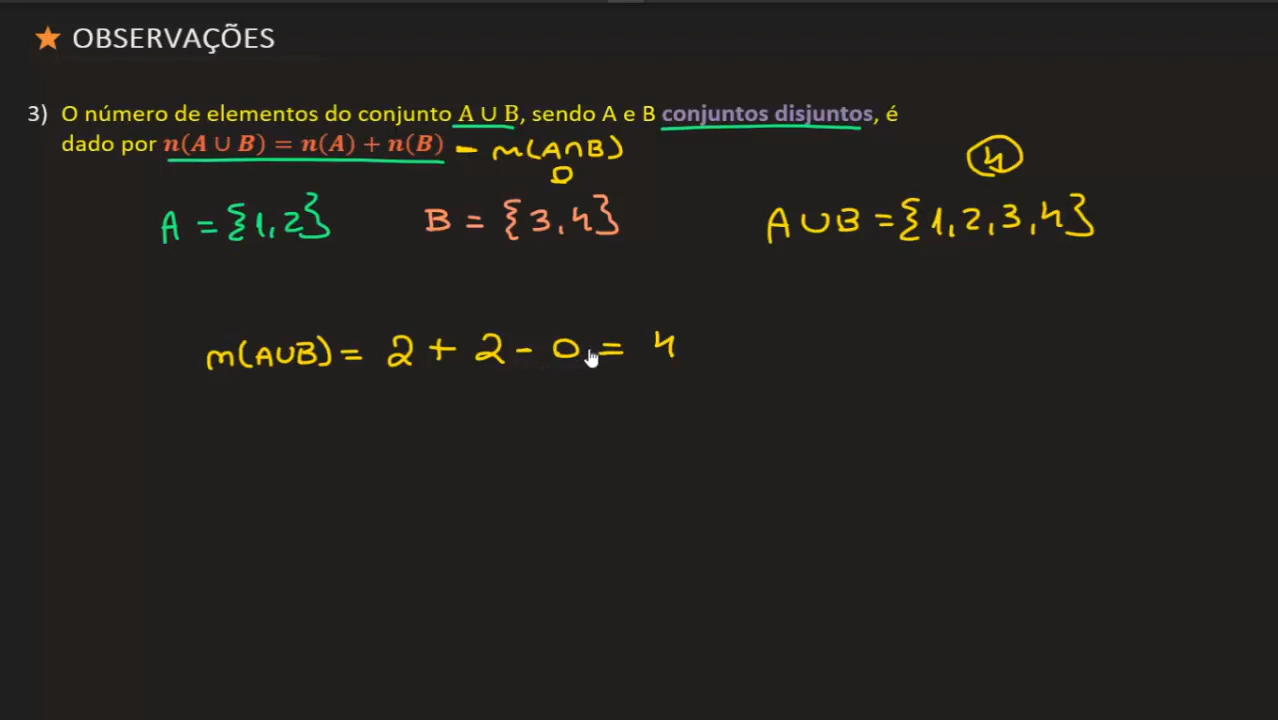 OBSERVAÇÕES
3) O número de elementos do conjunto A ∪ B, sendo A e B conjuntos disjuntos, é
dado por n(A ∪ B) = n(A) + n(B) - n(A∩B)
0
4
A = {1,2} B = {3,4} A∪B = {1,2,3,4}
n(A∪B) = 2 + 2 - 0 = 4